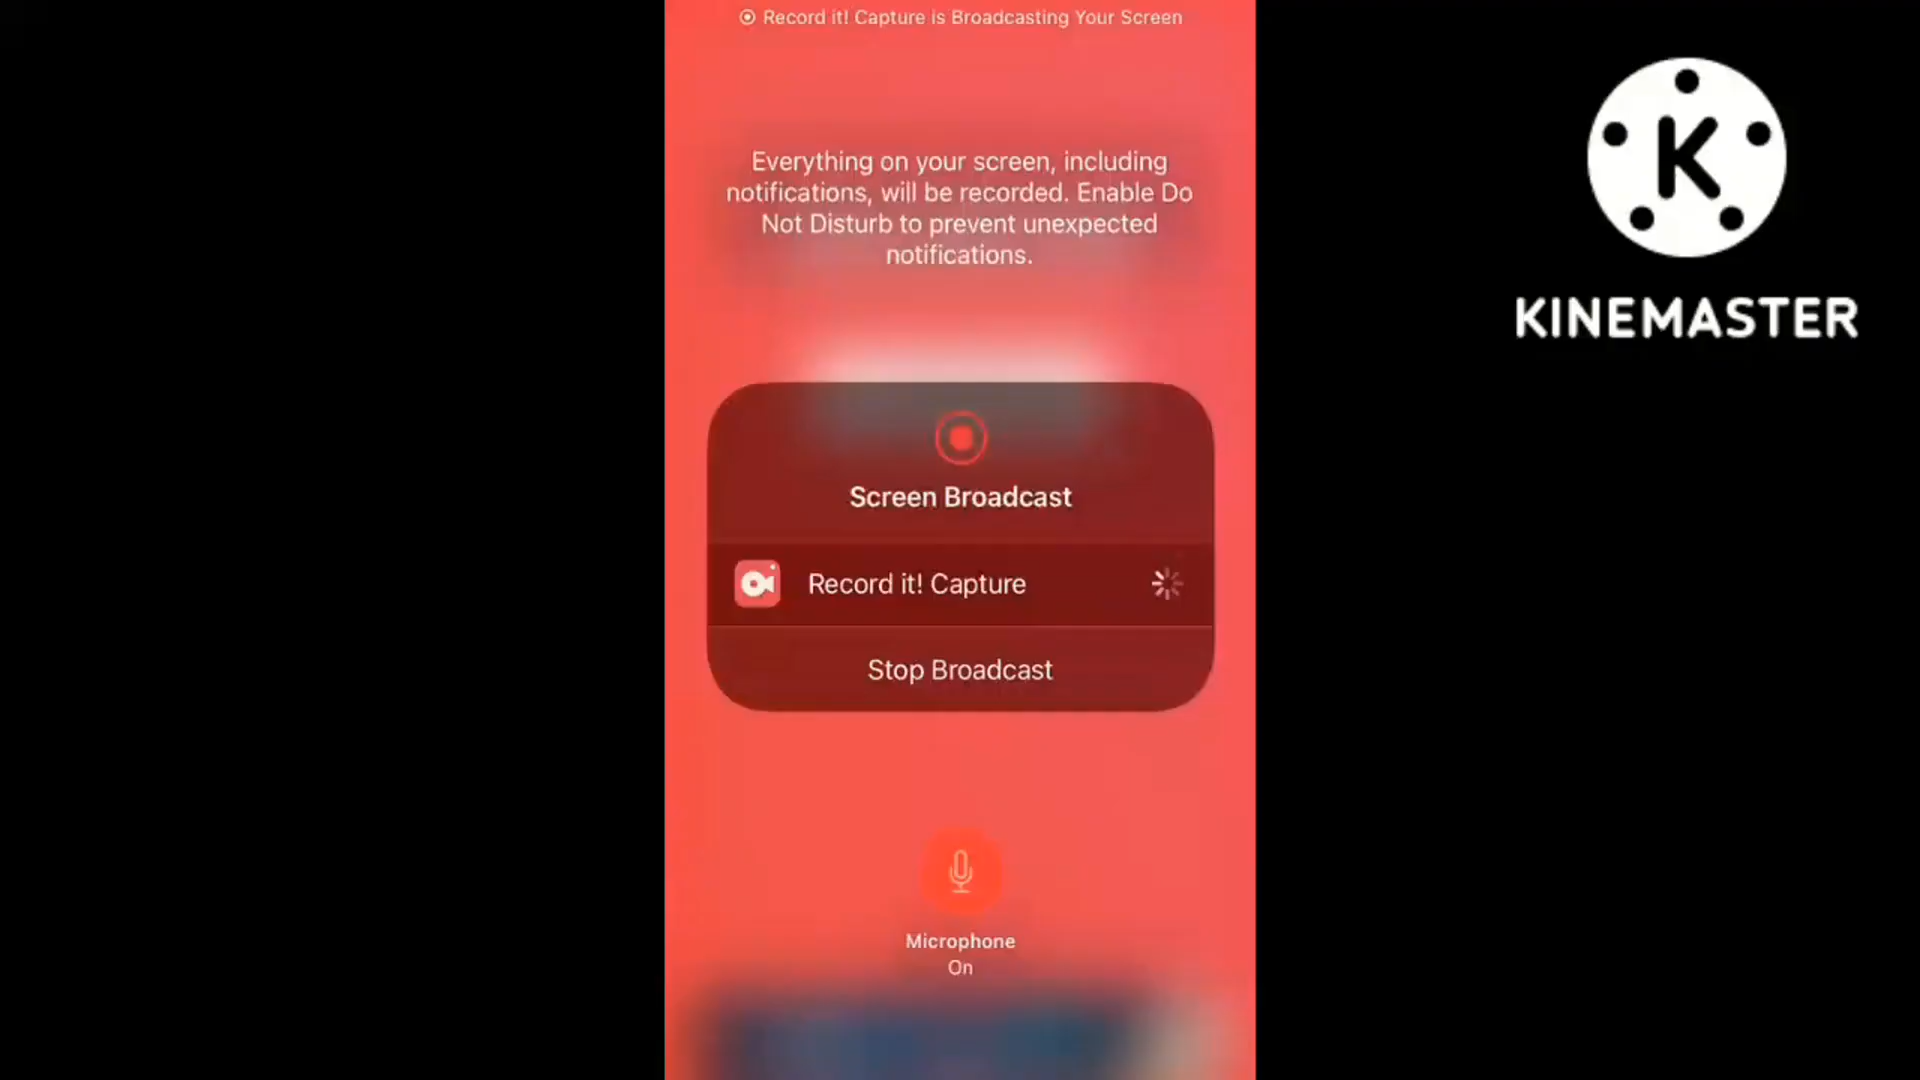 Record it! Capture is Broadcasting Your Screen
Everything on your screen, including
notifications, will be recorded. Enable Do
Not Disturb to prevent unexpected
notifications.
Screen Broadcast
Record it! Capture
Stop Broadcast
Microphone
On
K
KINEMASTER